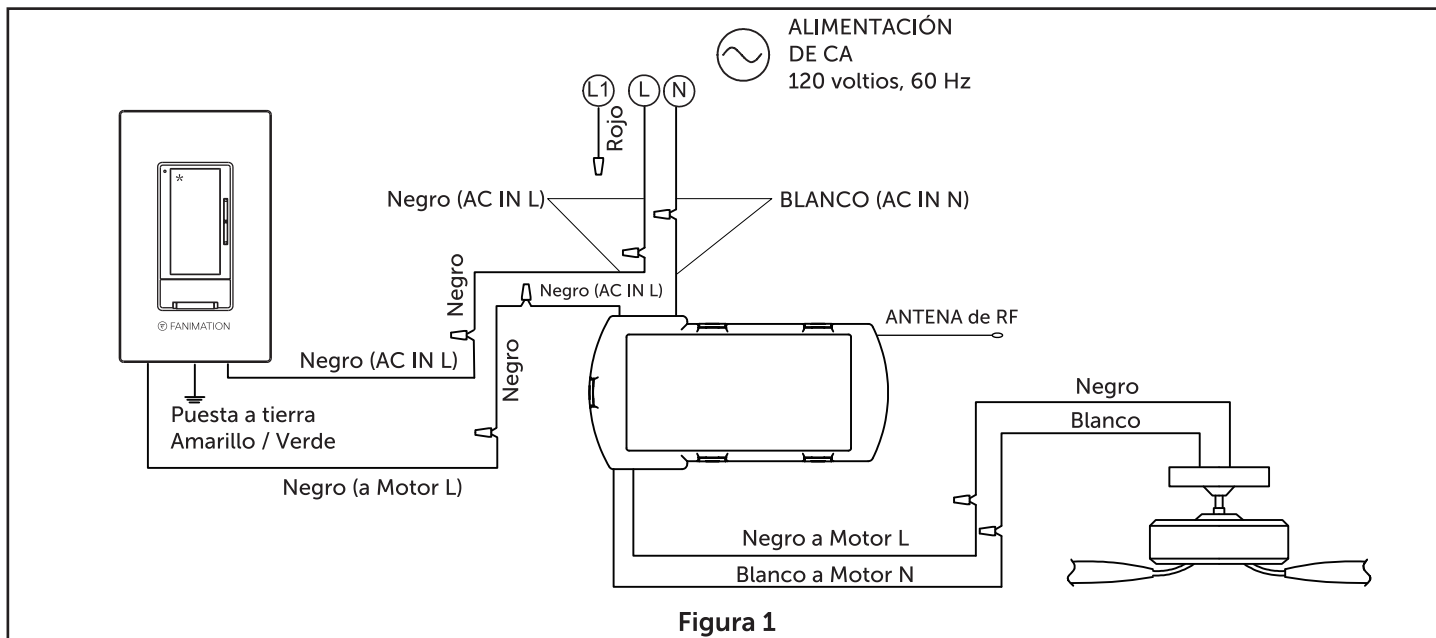 ALIMENTACIÓN
DE CA
120 voltios, 60 Hz
L1
L
N
Rojo
Negro (AC IN L)
BLANCO (AC IN N)
Negro
Negro (AC IN L)
FANIMATION
ANTENA de RF
Negro (AC IN L)
Negro
Puesta a tierra
Amarillo / Verde
Negro (a Motor L)
Negro
Blanco
Negro a Motor L
Blanco a Motor N
Figura 1